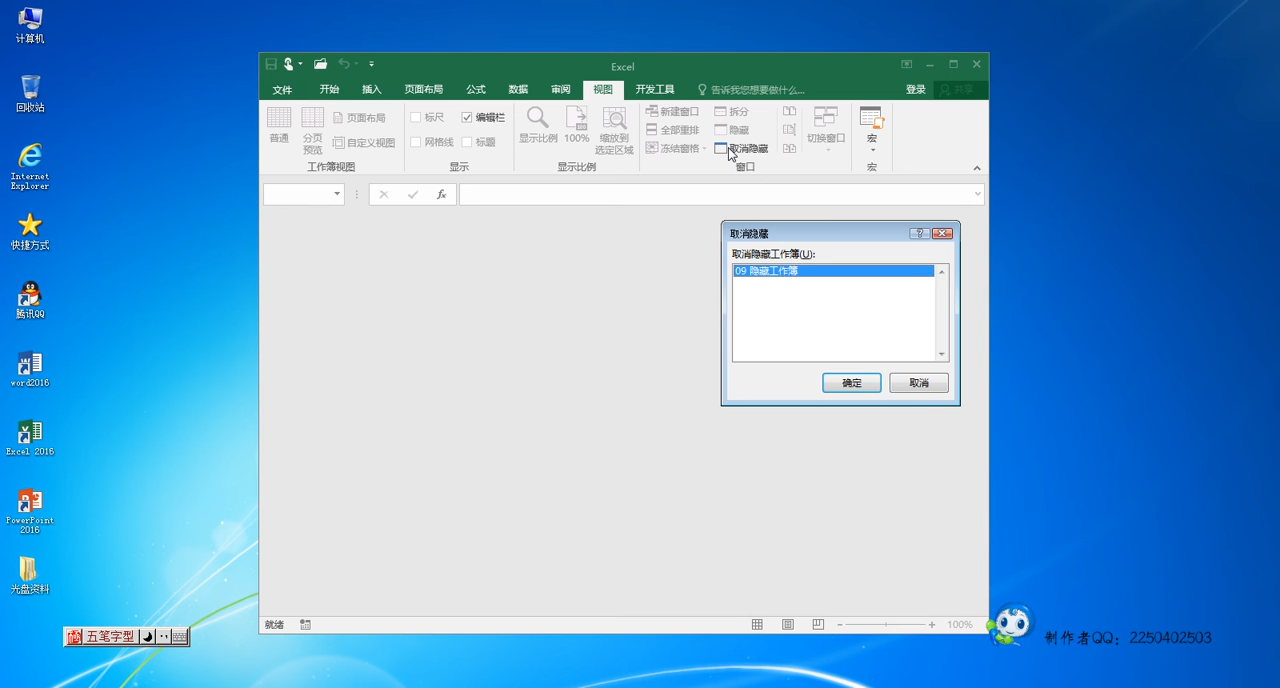 计算机
回收站
Internet Explorer
快捷方式
腾讯QQ
word2016
Excel 2016
PowerPoint 2016
光盘资料
Excel
文件 开始 插入 页面布局 公式 数据 审阅 视图 开发工具 告诉我您想要做什么... 登录 共享
普通
分页预览
页面布局
自定义视图
工作簿视图
标尺
编辑栏
网格线
标题
显示
显示比例
100%
缩放到选定区域
显示比例
新建窗口
全部重排
冻结窗格
拆分
隐藏
取消隐藏
切换窗口
窗口
宏
宏
fx
取消隐藏
取消隐藏工作簿(U):
09 隐藏工作簿
确定 取消
就绪
100%
五笔字型
制作者QQ：2250402503